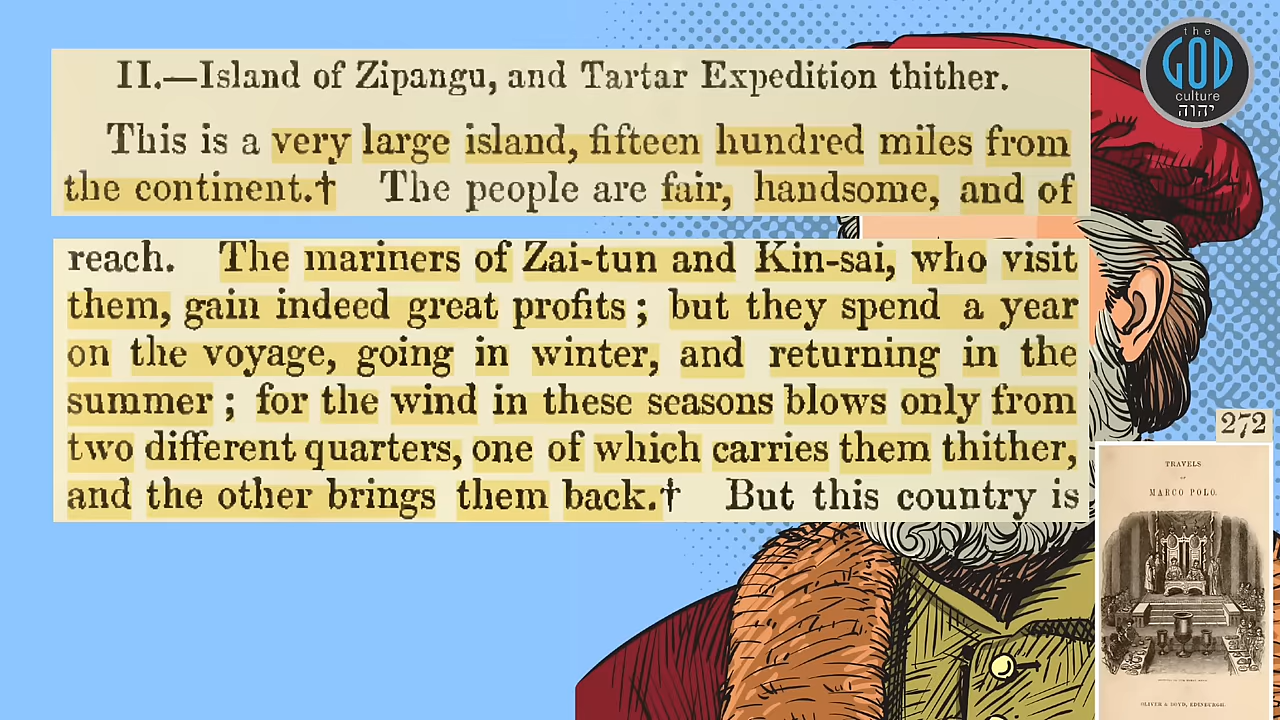 II.—Island of Zipangu, and Tartar Expedition thither.
This is a very large island, fifteen hundred miles from
the continent.† The people are fair, handsome, and of
reach. The mariners of Zai-tun and Kin-sai, who visit
them, gain indeed great profits; but they spend a year
on the voyage, going in winter, and returning in the
summer; for the wind in these seasons blows only from
two different quarters, one of which carries them thither,
and the other brings them back.† But this country is
the
GOD
culture
יהוה
272
TRAVELS
OF
MARCO POLO.
OLIVER & BOYD, EDINBURGH.